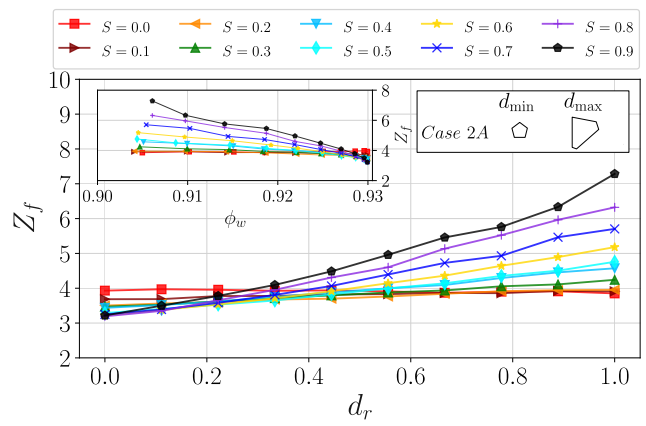 S = 0.0 S = 0.2 S = 0.4 S = 0.6 S = 0.8
S = 0.1 S = 0.3 S = 0.5 S = 0.7 S = 0.9
10
9
8
7
6
5
4
3
2
Z_f
0.0 0.2 0.4 0.6 0.8 1.0
d_r
8
6
4
2
Z_f
0.90 0.91 0.92 0.93
ϕ_w
d_min d_max
Case 2A